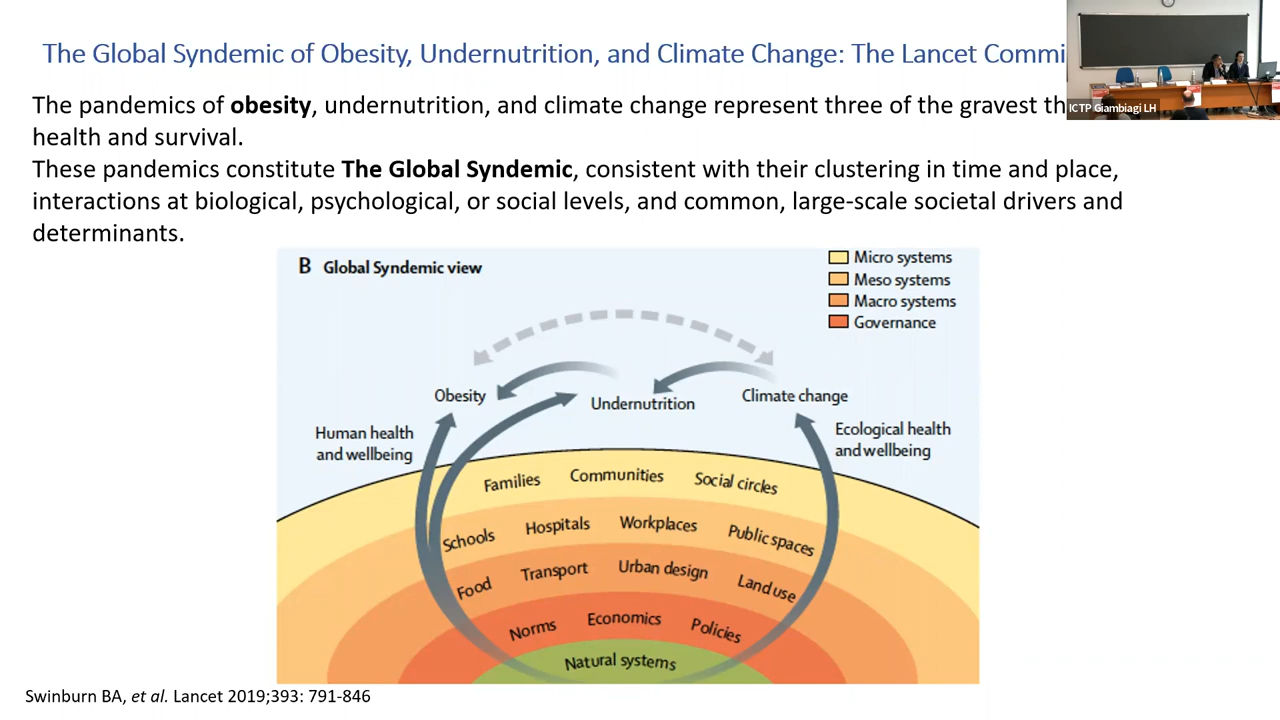 The Global Syndemic of Obesity, Undernutrition, and Climate Change: The Lancet Commi
The pandemics of obesity, undernutrition, and climate change represent three of the gravest th
health and survival.
These pandemics constitute The Global Syndemic, consistent with their clustering in time and place,
interactions at biological, psychological, or social levels, and common, large-scale societal drivers and
determinants.
ICTP Giambiagi LH
B Global Syndemic view
Micro systems
Meso systems
Macro systems
Governance
Obesity
Undernutrition
Climate change
Human health
and wellbeing
Ecological health
and wellbeing
Families Communities Social circles
Schools Hospitals Workplaces Public spaces
Food Transport Urban design Land use
Norms Economics Policies
Natural systems
Swinburn BA, et al. Lancet 2019;393: 791-846